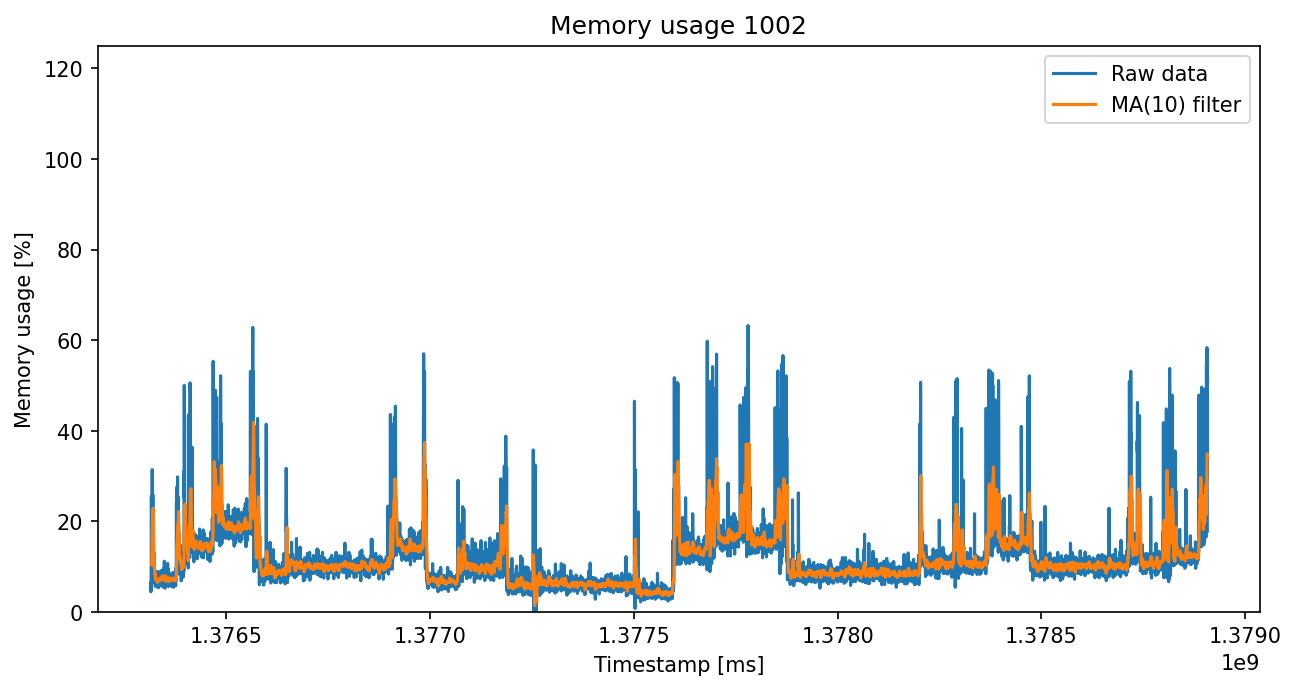 Memory usage 1002
Raw data
MA(10) filter
Memory usage [%]
120
100
80
60
40
20
0
1.3765 1.3770 1.3775 1.3780 1.3785 1.3790
1e9
Timestamp [ms]